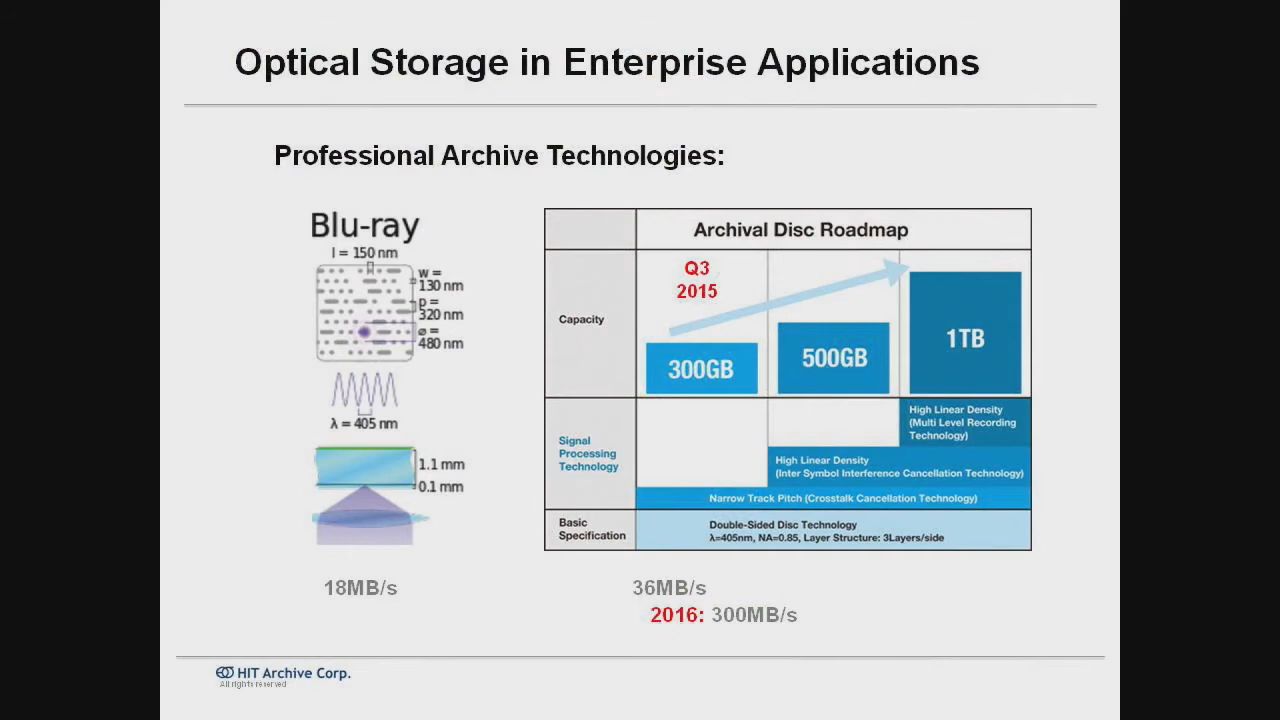 Optical Storage in Enterprise Applications
Professional Archive Technologies:
Blu-ray
l = 150 nm
w =
130 nm
p =
320 nm
⌀ =
480 nm
λ = 405 nm
1.1 mm
0.1 mm
18MB/s
Archival Disc Roadmap
Capacity
Q3
2015
300GB
500GB
1TB
Signal
Processing
Technology
High Linear Density
(Multi Level Recording
Technology)
High Linear Density
(Inter Symbol Interference Cancellation Technology)
Narrow Track Pitch (Crosstalk Cancellation Technology)
Basic
Specification
Double-Sided Disc Technology
λ=405nm, NA=0.85, Layer Structure: 3Layers/side
36MB/s
2016: 300MB/s
HIT Archive Corp.
All rights reserved